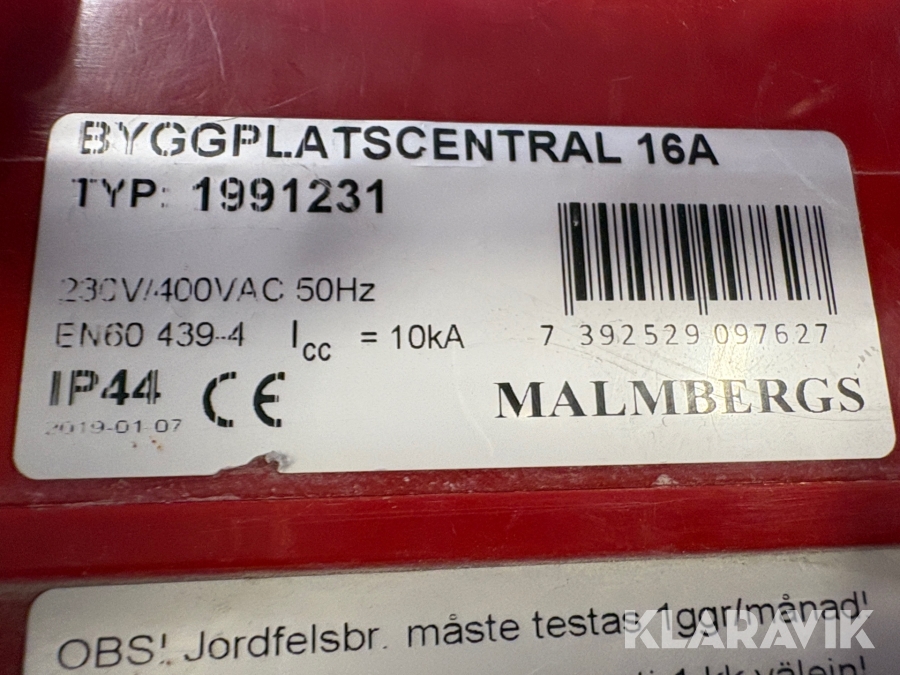 BYGGPLATSCENTRAL 16A
TYP: 1991231
230V/400VAC 50Hz
EN60 439-4 Icc = 10kA
7 392529 097627
IP44 CE
MALMBERGS
2019-01-07
OBS! Jordfelsbr. måste testas 1ggr/månad!
KLARAVIK